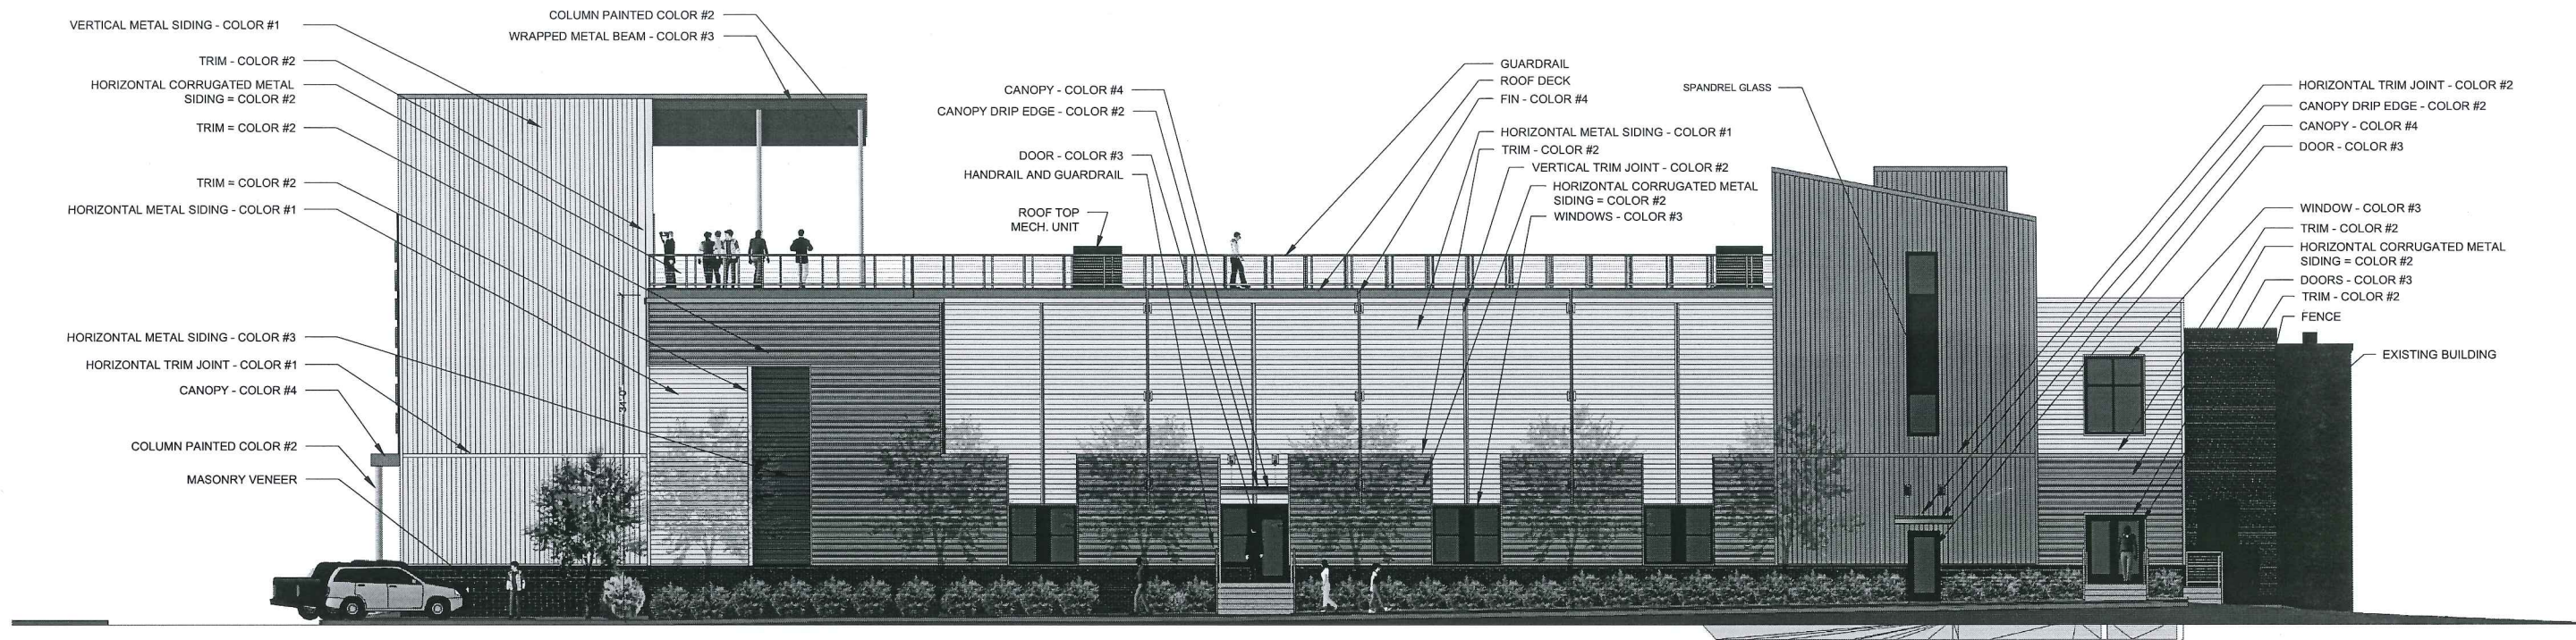 VERTICAL METAL SIDING - COLOR #1
TRIM - COLOR #2
HORIZONTAL CORRUGATED METAL
SIDING = COLOR #2
TRIM = COLOR #2
TRIM = COLOR #2
HORIZONTAL METAL SIDING - COLOR #1
HORIZONTAL METAL SIDING - COLOR #3
HORIZONTAL TRIM JOINT - COLOR #1
CANOPY - COLOR #4
COLUMN PAINTED COLOR #2
MASONRY VENEER
COLUMN PAINTED COLOR #2
WRAPPED METAL BEAM - COLOR #3
34'-0"
CANOPY - COLOR #4
CANOPY DRIP EDGE - COLOR #2
DOOR - COLOR #3
HANDRAIL AND GUARDRAIL
ROOF TOP
MECH. UNIT
GUARDRAIL
ROOF DECK
FIN - COLOR #4
HORIZONTAL METAL SIDING - COLOR #1
TRIM - COLOR #2
VERTICAL TRIM JOINT - COLOR #2
HORIZONTAL CORRUGATED METAL
SIDING = COLOR #2
WINDOWS - COLOR #3
SPANDREL GLASS
HORIZONTAL TRIM JOINT - COLOR #2
CANOPY DRIP EDGE - COLOR #2
CANOPY - COLOR #4
DOOR - COLOR #3
WINDOW - COLOR #3
TRIM - COLOR #2
HORIZONTAL CORRUGATED METAL
SIDING = COLOR #2
DOORS - COLOR #3
TRIM - COLOR #2
FENCE
EXISTING BUILDING